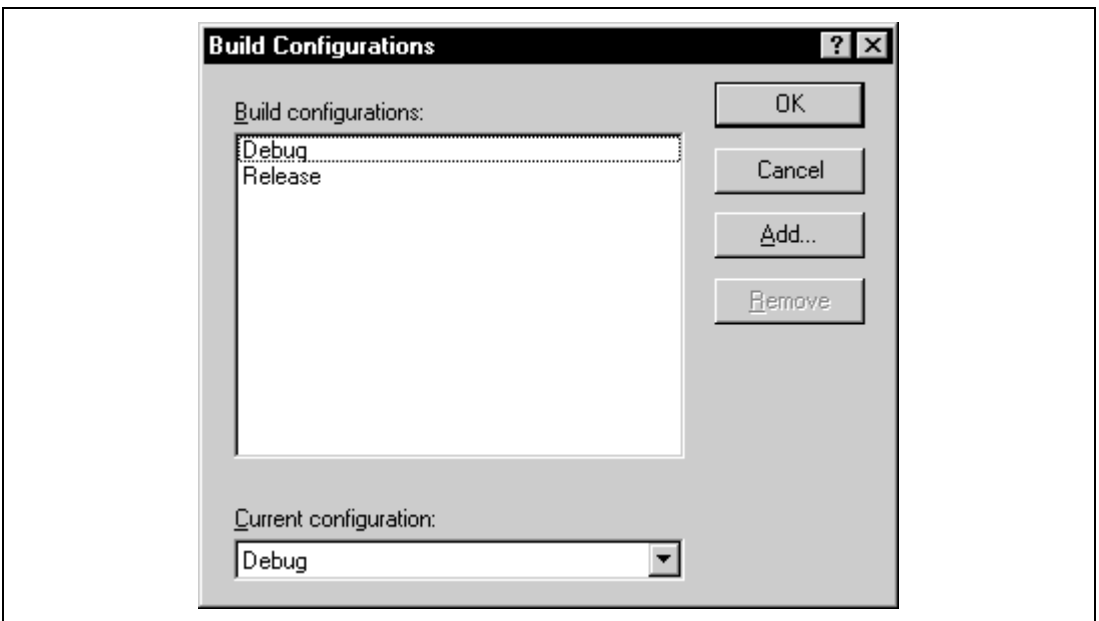 Build Configurations
Build configurations:
Debug
Release
OK
Cancel
Add...
Remove
Current configuration:
Debug